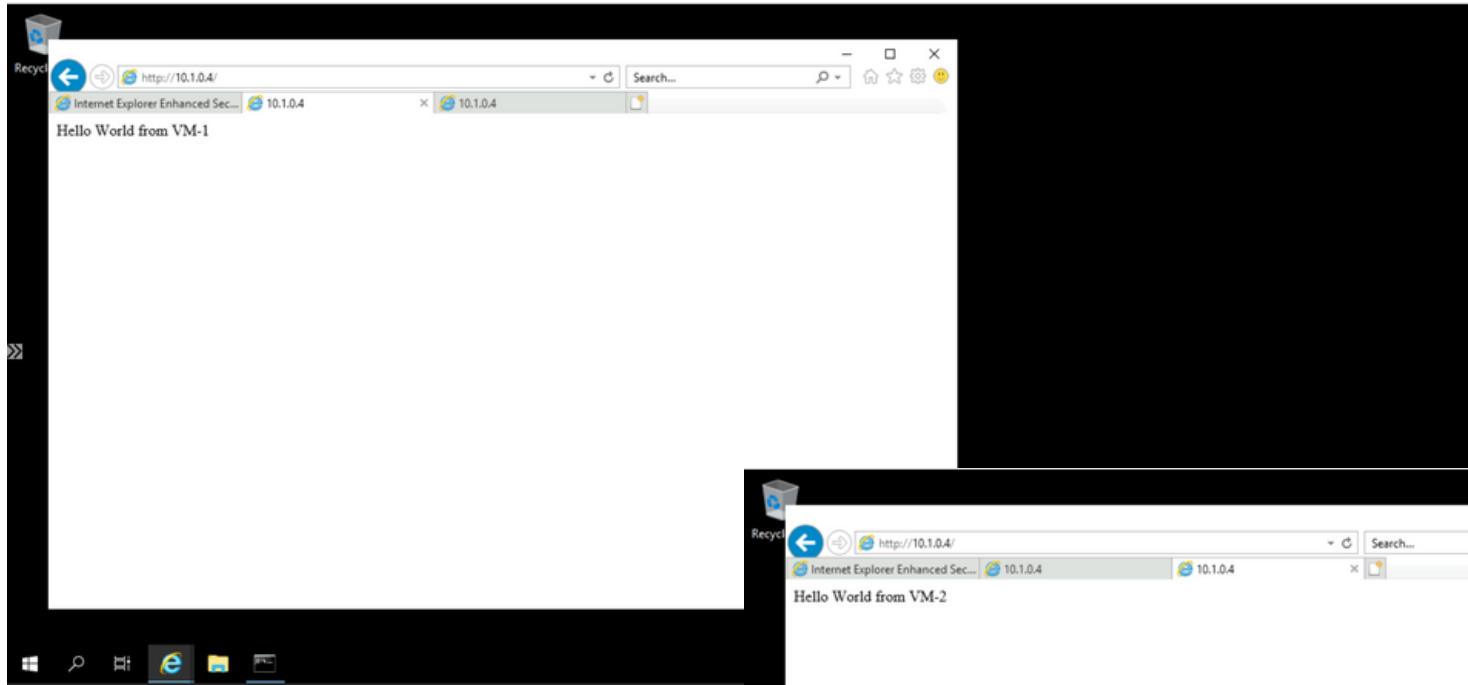 Recycl
http://10.1.0.4/
Search...
Internet Explorer Enhanced Sec...
10.1.0.4
10.1.0.4
Hello World from VM-1
Recycl
http://10.1.0.4/
Search...
Internet Explorer Enhanced Sec...
10.1.0.4
10.1.0.4
Hello World from VM-2